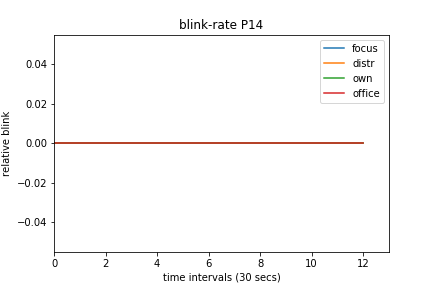 blink-rate P14
focus
distr
own
office
0.04
0.02
0.00
−0.02
−0.04
relative blink
0 2 4 6 8 10 12
time intervals (30 secs)